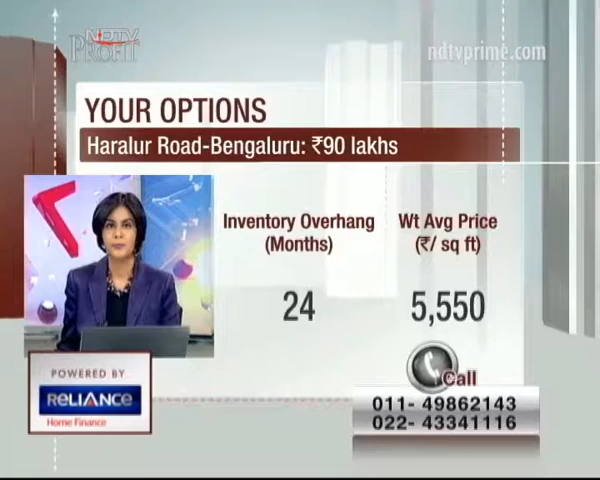 NDTV
PROFIT
ndtvprime.com
YOUR OPTIONS
Haralur Road-Bengaluru: ₹90 lakhs
Inventory Overhang
(Months)
Wt Avg Price
(₹/ sq ft)
24
5,550
POWERED BY
RELIANCE
Home Finance
Call
011- 49862143
022- 43341116